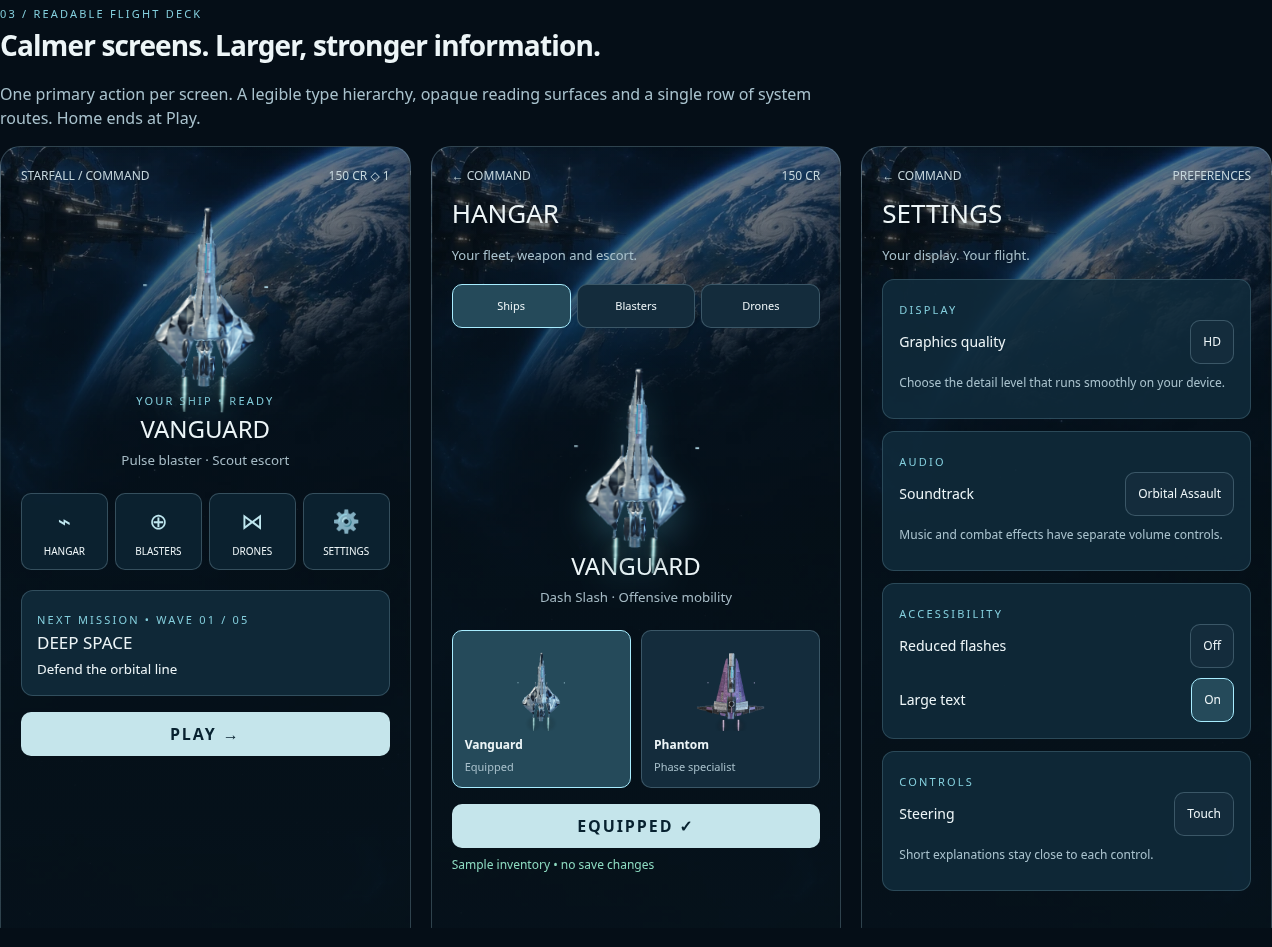 03 / READABLE FLIGHT DECK
Calmer screens. Larger, stronger information.
One primary action per screen. A legible type hierarchy, opaque reading surfaces and a single row of system
routes. Home ends at Play.
STARFALL / COMMAND
150 CR ◇ 1
YOUR SHIP • READY
VANGUARD
Pulse blaster · Scout escort
HANGAR
BLASTERS
DRONES
SETTINGS
NEXT MISSION • WAVE 01 / 05
DEEP SPACE
Defend the orbital line
PLAY →
← COMMAND
150 CR
HANGAR
Your fleet, weapon and escort.
Ships
Blasters
Drones
VANGUARD
Dash Slash · Offensive mobility
Vanguard
Equipped
Phantom
Phase specialist
EQUIPPED ✓
Sample inventory • no save changes
← COMMAND
PREFERENCES
SETTINGS
Your display. Your flight.
DISPLAY
Graphics quality
HD
Choose the detail level that runs smoothly on your device.
AUDIO
Soundtrack
Orbital Assault
Music and combat effects have separate volume controls.
ACCESSIBILITY
Reduced flashes
Off
Large text
On
CONTROLS
Steering
Touch
Short explanations stay close to each control.